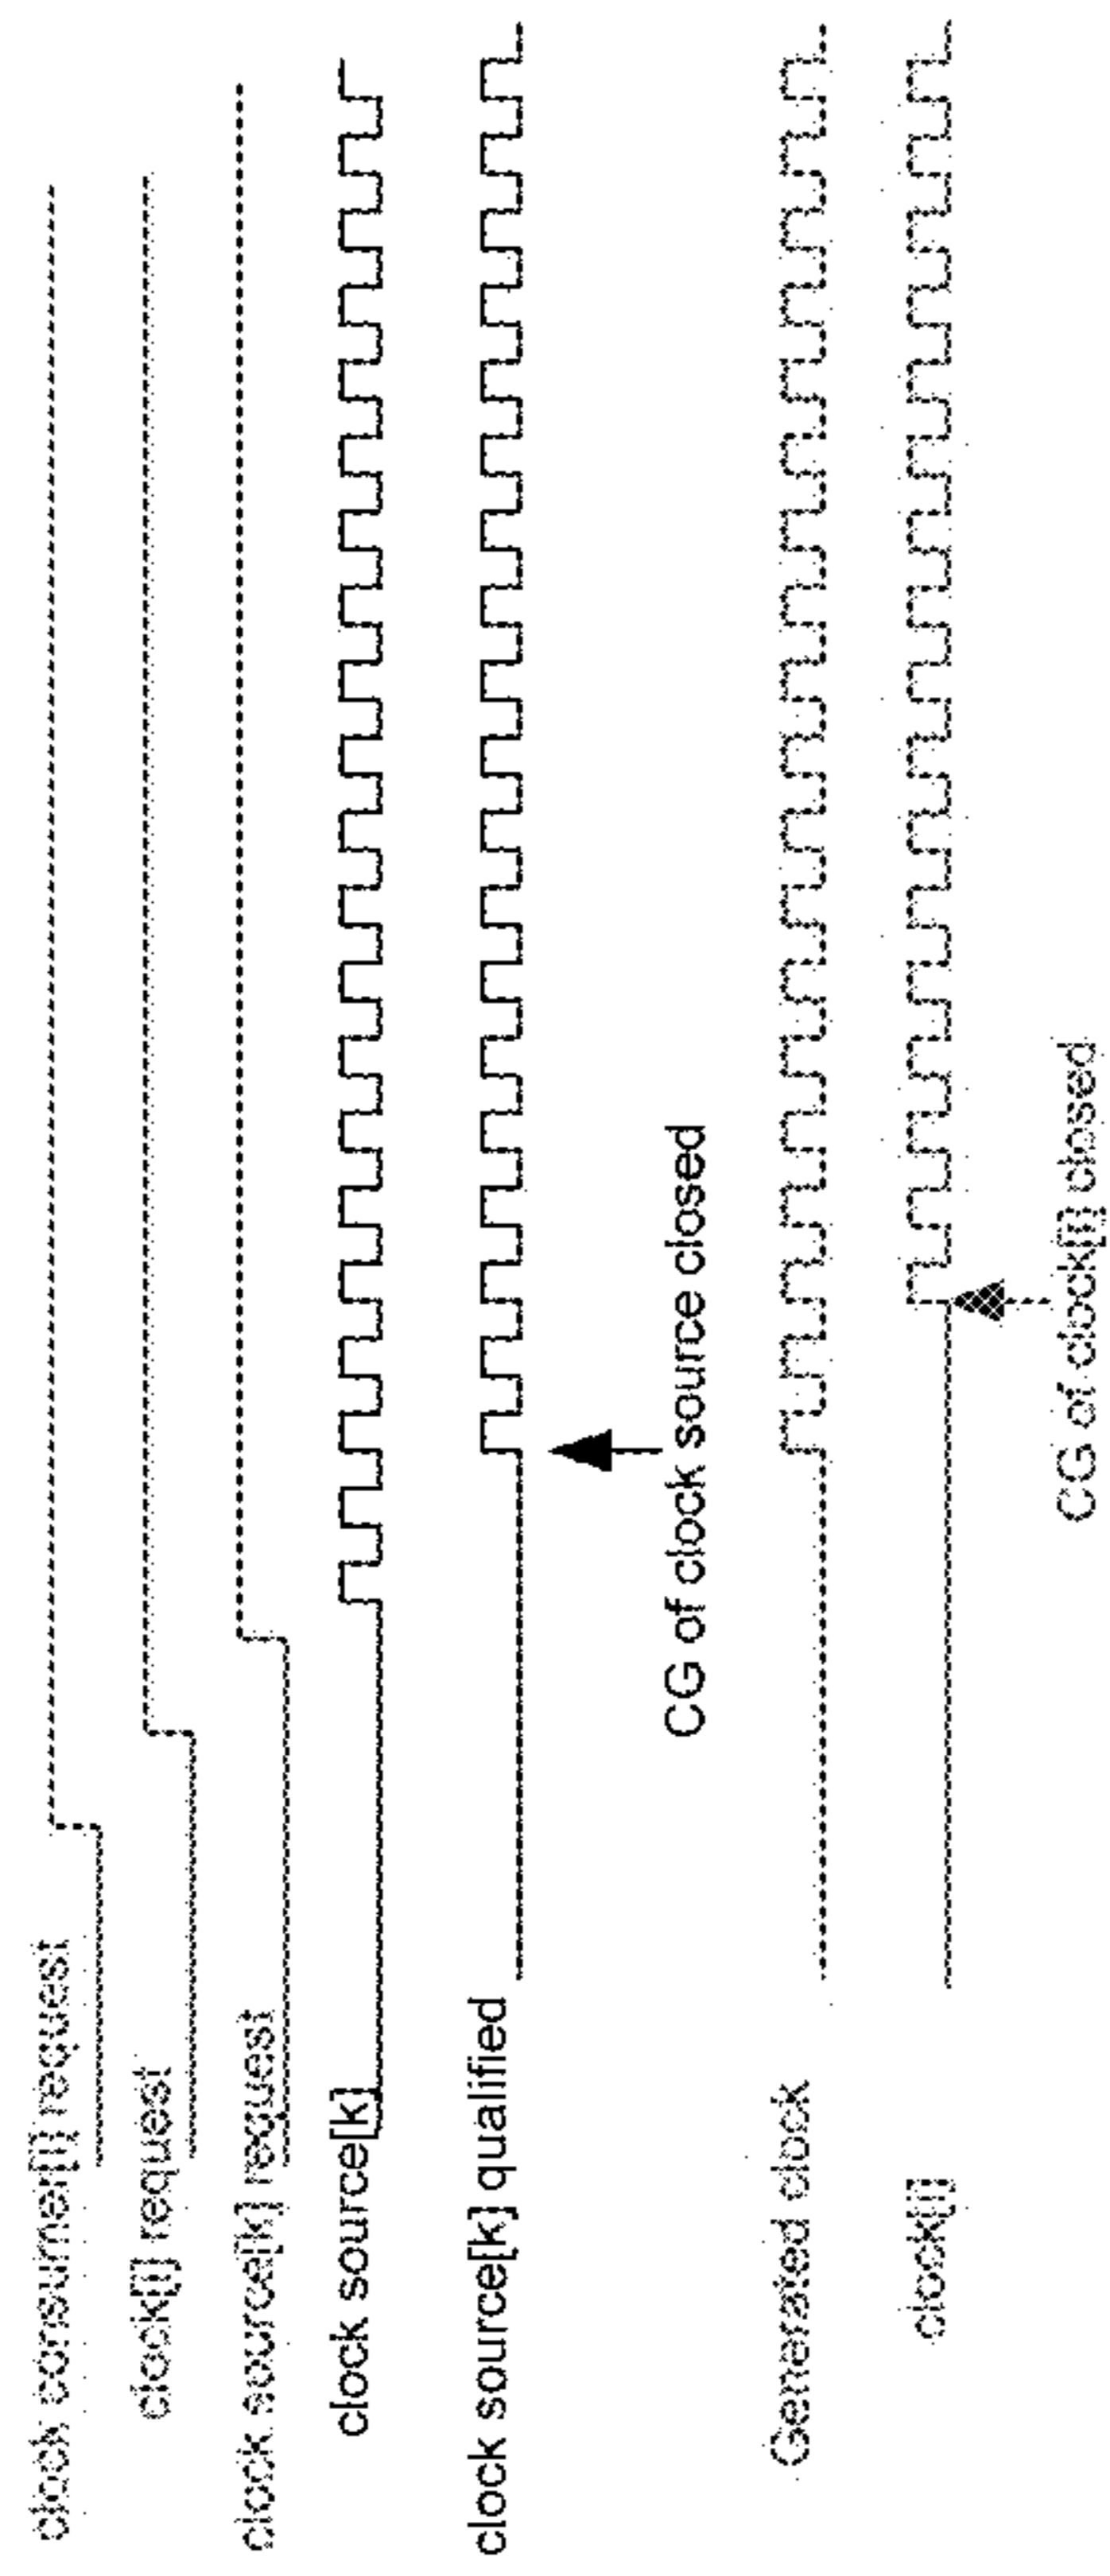 clock consumer[i] request
clock[j] request
clock source[k] request
clock source[k]
clock source[k] qualified
CG of clock source closed
Generated clock
clock[j]
CG of clock[j] closed